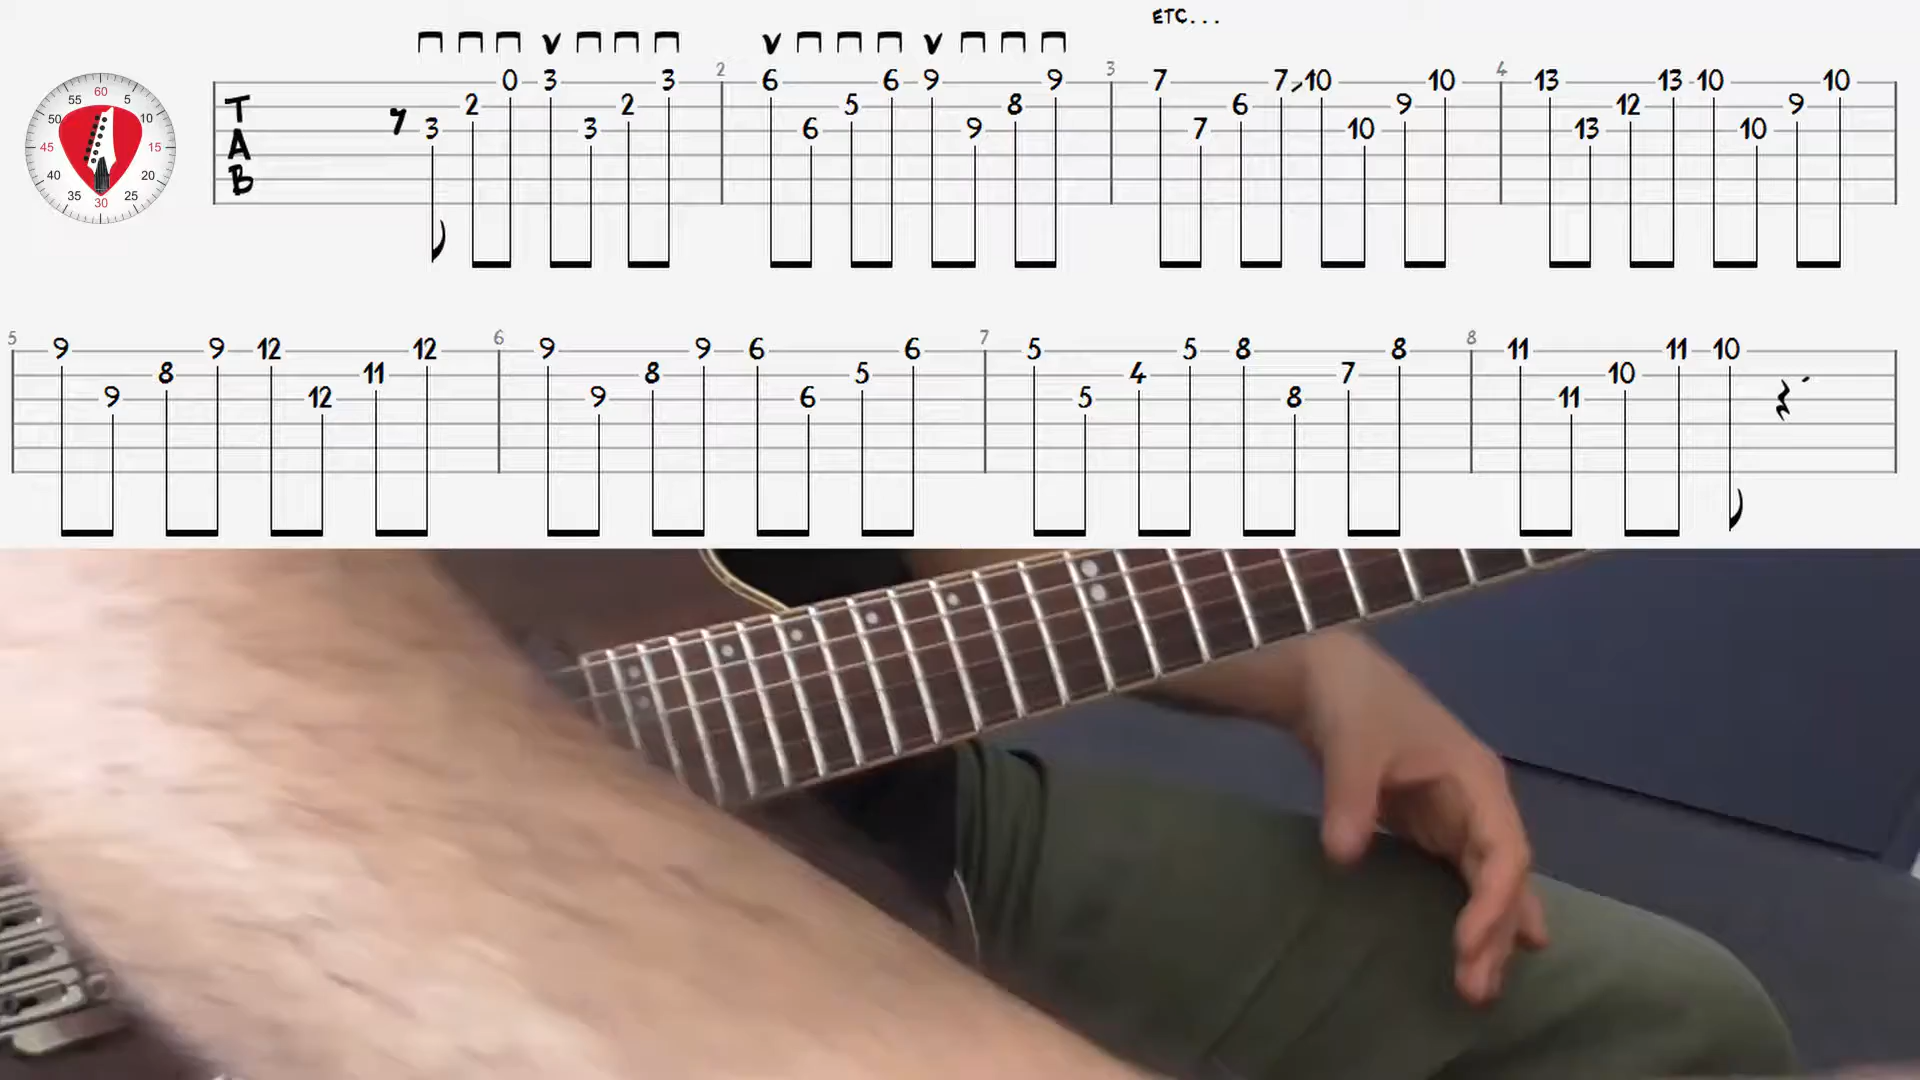 ETC...
60
55 5
50 10
45 15
40 20
35 25
30
TAB
2 3 4
0 3 3 6 6 9 9 7 7 10 10 13 13 10 10
2 2 5 8 6 9 12 9
3 3 6 9 7 10 13 10
5 6 7 8
9 9 12 12 9 9 6 6 5 5 8 8 11 11 10
8 11 8 5 4 7 10
9 12 9 6 5 8 11